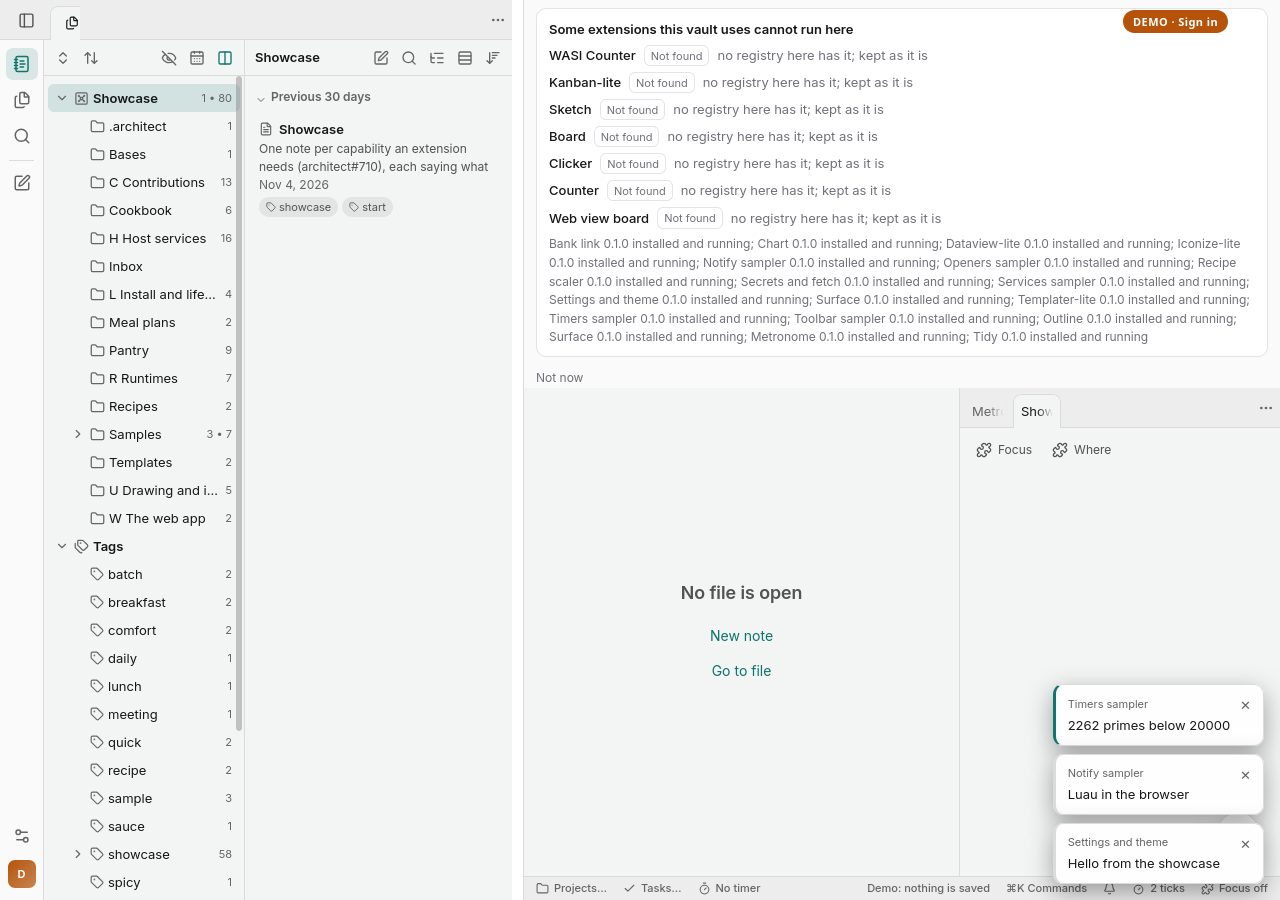 Showcase 1 • 80
.architect 1
Bases 1
C Contributions 13
Cookbook 6
H Host services 16
Inbox
L Install and life... 4
Meal plans 2
Pantry 9
R Runtimes 7
Recipes 2
Samples 3 • 7
Templates 2
U Drawing and i... 5
W The web app 2
Tags
batch 2
breakfast 2
comfort 2
daily 1
lunch 1
meeting 1
quick 2
recipe 2
sample 3
sauce 1
showcase 58
spicy 1
D
Showcase
Previous 30 days
Showcase
One note per capability an extension
needs (architect#710), each saying what
Nov 4, 2026
showcase start
Some extensions this vault uses cannot run here
DEMO · Sign in
WASI Counter Not found no registry here has it; kept as it is
Kanban-lite Not found no registry here has it; kept as it is
Sketch Not found no registry here has it; kept as it is
Board Not found no registry here has it; kept as it is
Clicker Not found no registry here has it; kept as it is
Counter Not found no registry here has it; kept as it is
Web view board Not found no registry here has it; kept as it is
Bank link 0.1.0 installed and running; Chart 0.1.0 installed and running; Dataview-lite 0.1.0 installed and running; Iconize-lite
0.1.0 installed and running; Notify sampler 0.1.0 installed and running; Openers sampler 0.1.0 installed and running; Recipe
scaler 0.1.0 installed and running; Secrets and fetch 0.1.0 installed and running; Services sampler 0.1.0 installed and running;
Settings and theme 0.1.0 installed and running; Surface 0.1.0 installed and running; Templater-lite 0.1.0 installed and running;
Timers sampler 0.1.0 installed and running; Toolbar sampler 0.1.0 installed and running; Outline 0.1.0 installed and running;
Surface 0.1.0 installed and running; Metronome 0.1.0 installed and running; Tidy 0.1.0 installed and running
Not now
No file is open
New note
Go to file
Metr Show
Focus Where
Timers sampler
2262 primes below 20000
Notify sampler
Luau in the browser
Settings and theme
Hello from the showcase
Projects... Tasks... No timer Demo: nothing is saved ⌘K Commands 2 ticks Focus off